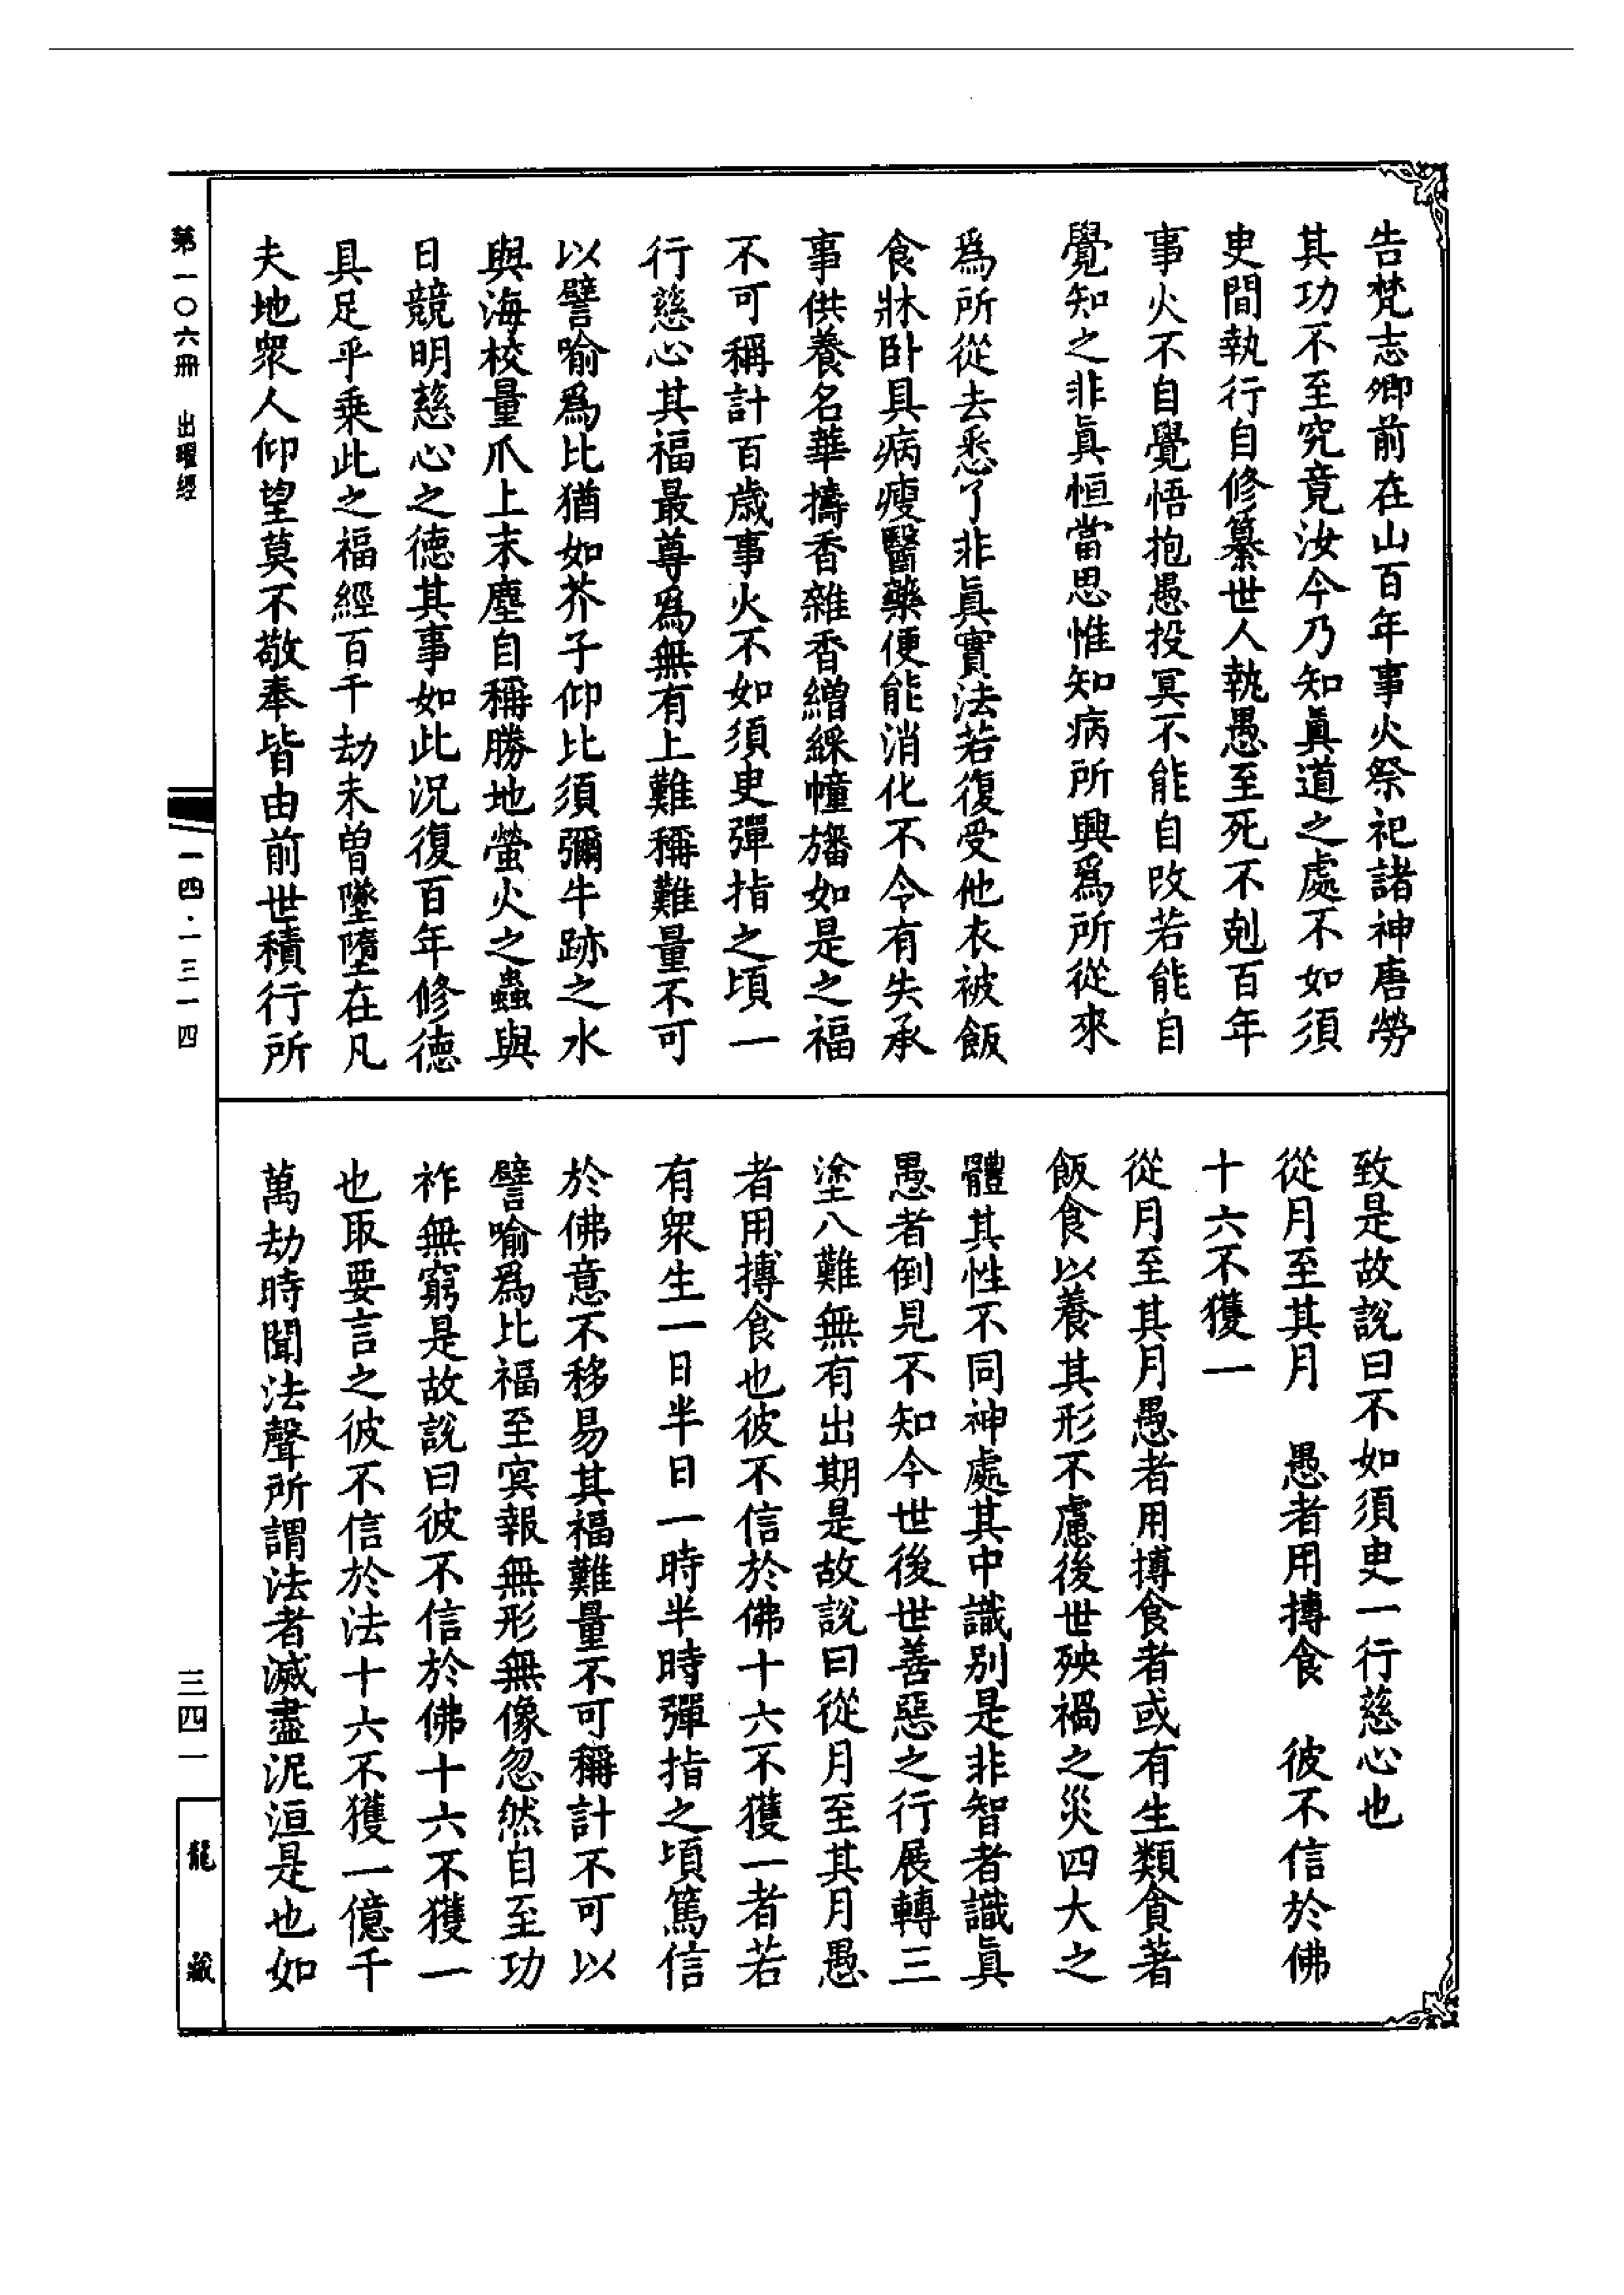 告梵志卿前在山百年事火祭祀諸神唐勞
其功不至究竟汝今乃知眞道之處不如須
臾間執行自修纂世人執愚至死不剋百年
事火不自覺悟抱愚投冥不能自改若能自
覺知之非眞恒當思惟知病所興爲所從來
爲所從去悉了非眞實法若復受他衣被飯
食牀卧具病瘦醫藥便能消化不令有失承
事供養名華擣香雜香繒綵幢旛如是之福
不可稱計百歲事火不如須臾彈指之頃一
行慈心其福最尊爲無有上難稱難量不可
以譬喻爲比猶如芥子仰比須彌牛跡之水
與海校量爪上末塵自稱勝地螢火之蟲與
日競明慈心之德其事如此況復百年修德
具足乎乘此之福經百千劫未曾墜墮在凡
夫地衆人仰望莫不敬奉皆由前世積行所
致是故說曰不如須臾一行慈心也
從月至其月　愚者用摶食　彼不信於佛
十六不獲一
從月至其月愚者用摶食者或有生類貪著
飯食以養其形不慮後世殃禍之災四大之
體其性不同神處其中識別是非智者識眞
愚者倒見不知今世後世善惡之行展轉三
塗八難無有出期是故說曰從月至其月愚
者用摶食也彼不信於佛十六不獲一者若
有衆生一日半日一時半時彈指之頃篤信
於佛意不移易其福難量不可稱計不可以
譬喻爲比福至冥報無形無像忽然自至功
祚無窮是故說曰彼不信於佛十六不獲一
也取要言之彼不信於法十六不獲一億千
萬劫時聞法聲所謂法者滅盡泥洹是也如
第一〇六冊　出曜經
一四·一三一四
三四一
龍藏